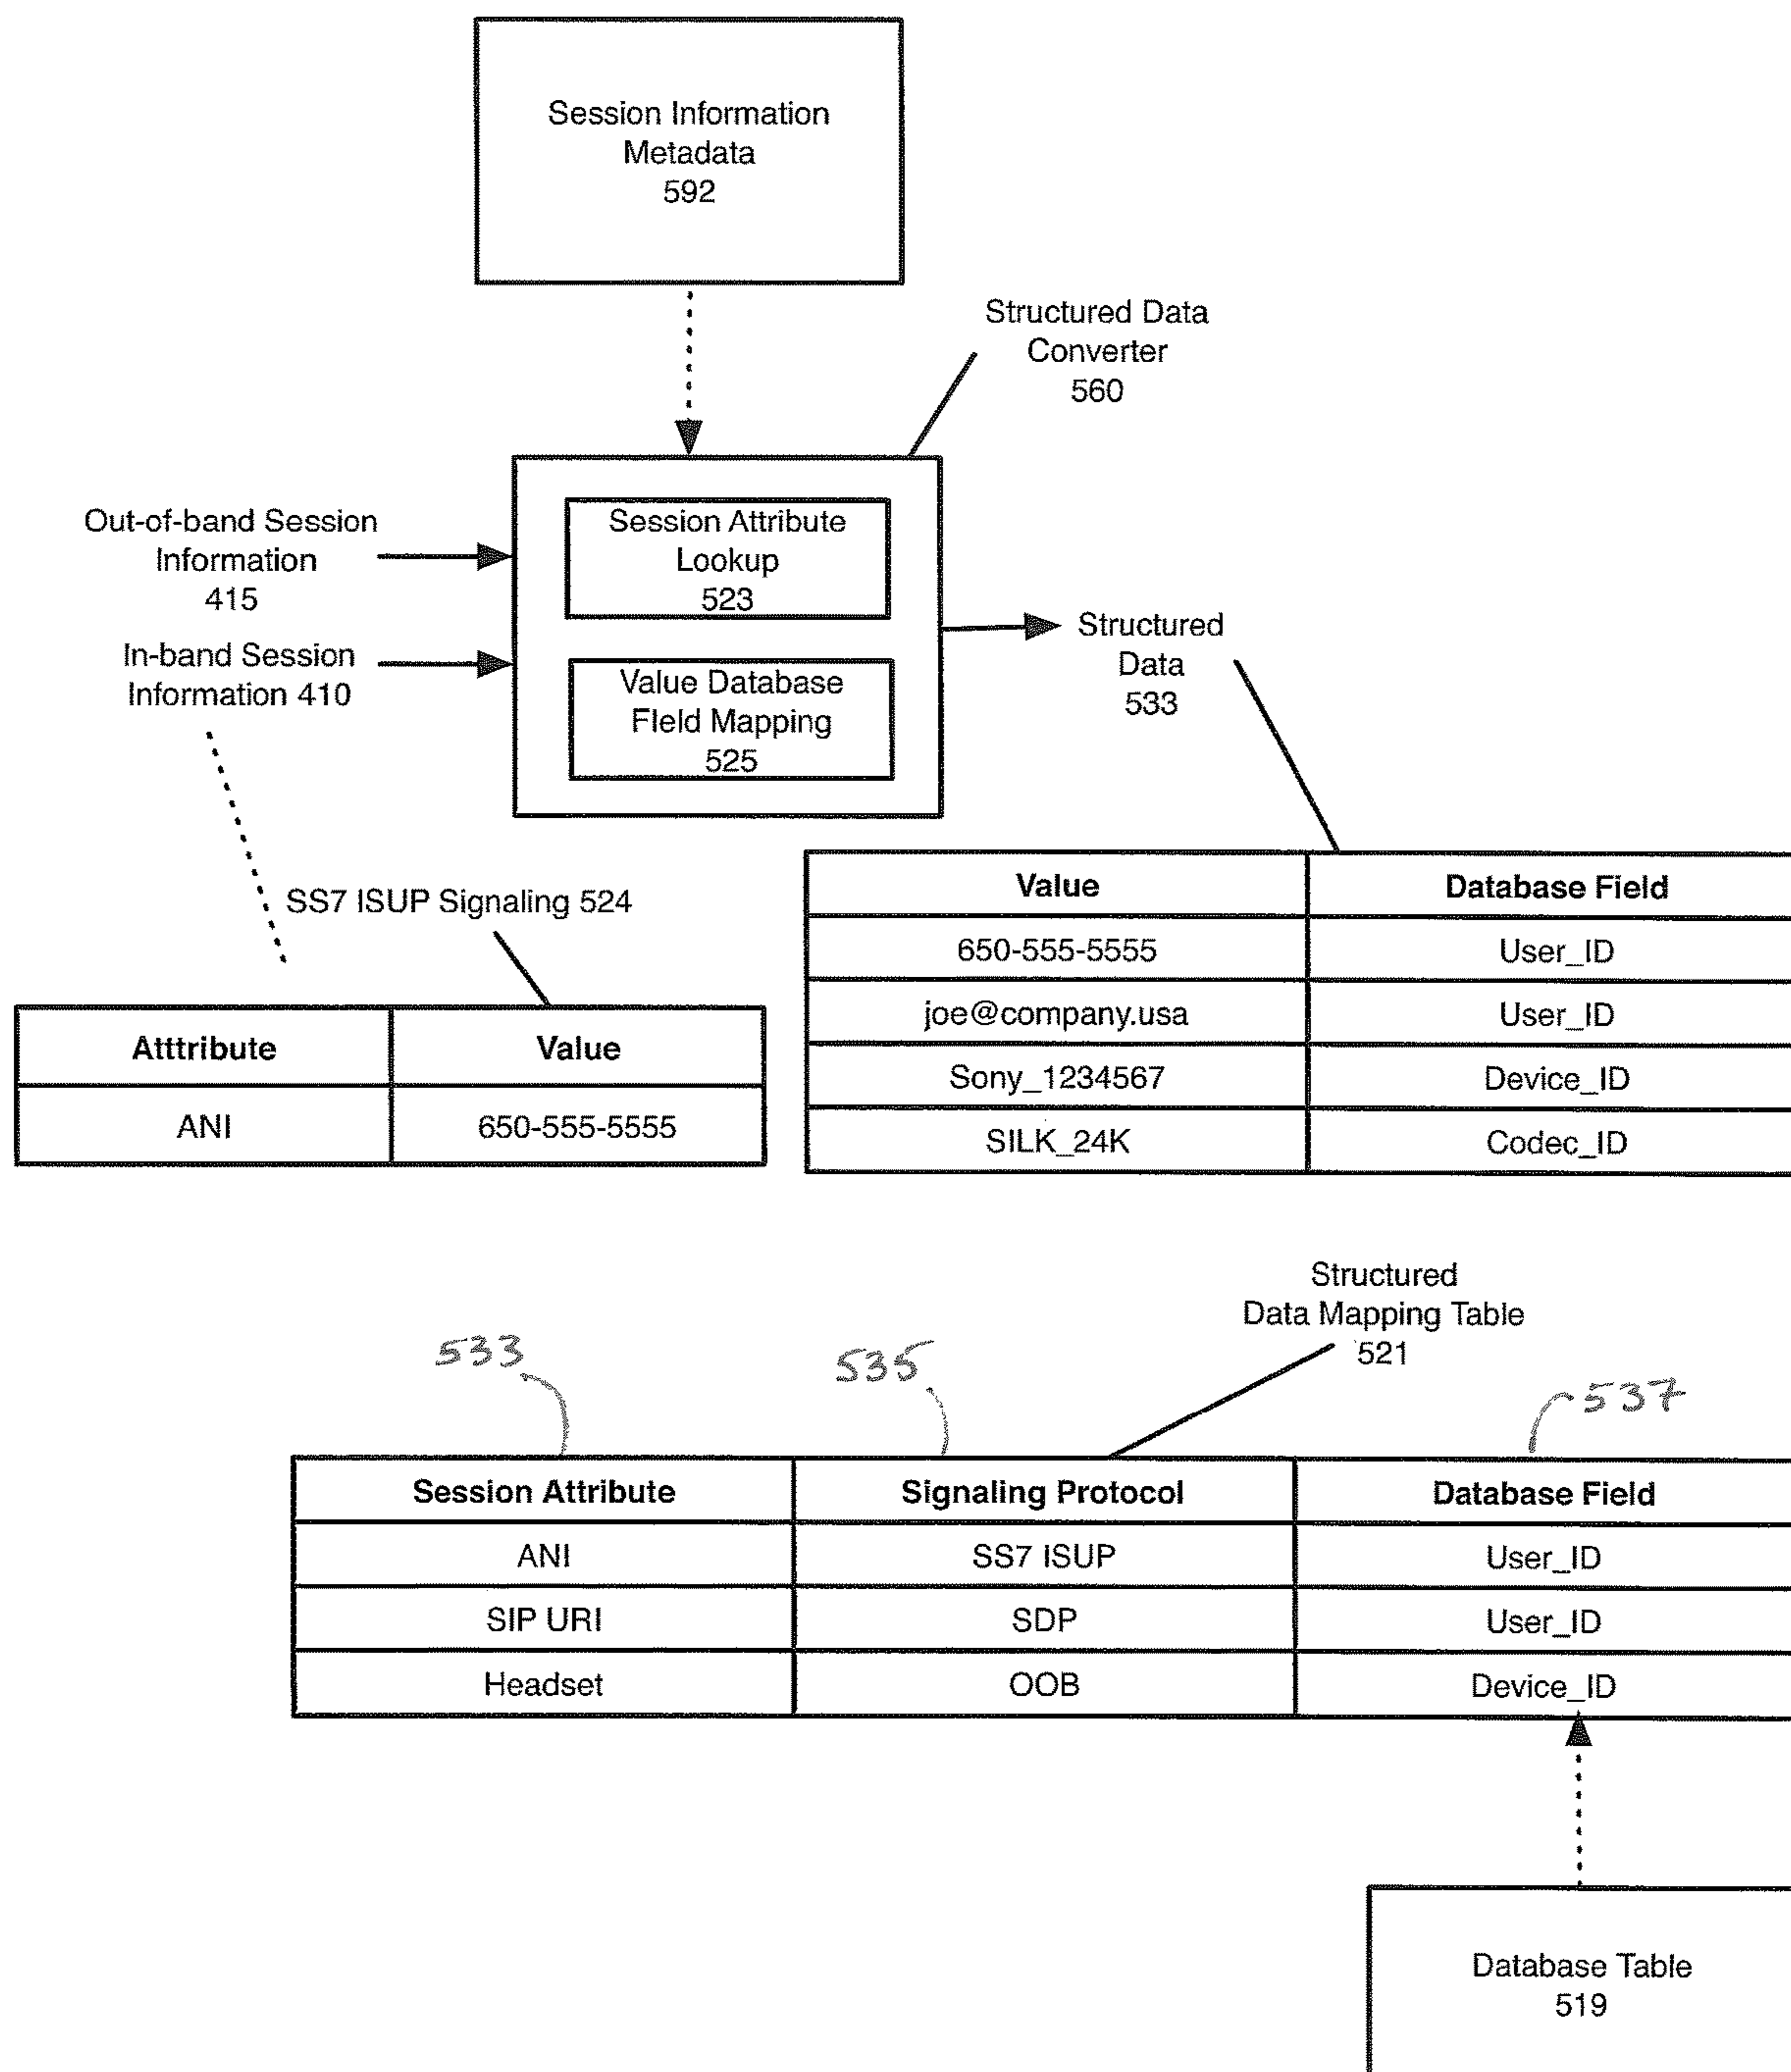 Session Information
Metadata
592
Structured Data
Converter
560
Out-of-band Session
Information
415
In-band Session
Information 410
Session Attribute
Lookup
523
Value Database
FIeld Mapping
525
Structured
Data
533
SS7 ISUP Signaling 524
Atttribute Value
ANI 650-555-5555
Value Database Field
650-555-5555 User_ID
joe@company.usa User_ID
Sony_1234567 Device_ID
SILK_24K Codec_ID
Structured
Data Mapping Table
521
533 535 537
Session Attribute Signaling Protocol Database Field
ANI SS7 ISUP User_ID
SIP URI SDP User_ID
Headset OOB Device_ID
Database Table
519